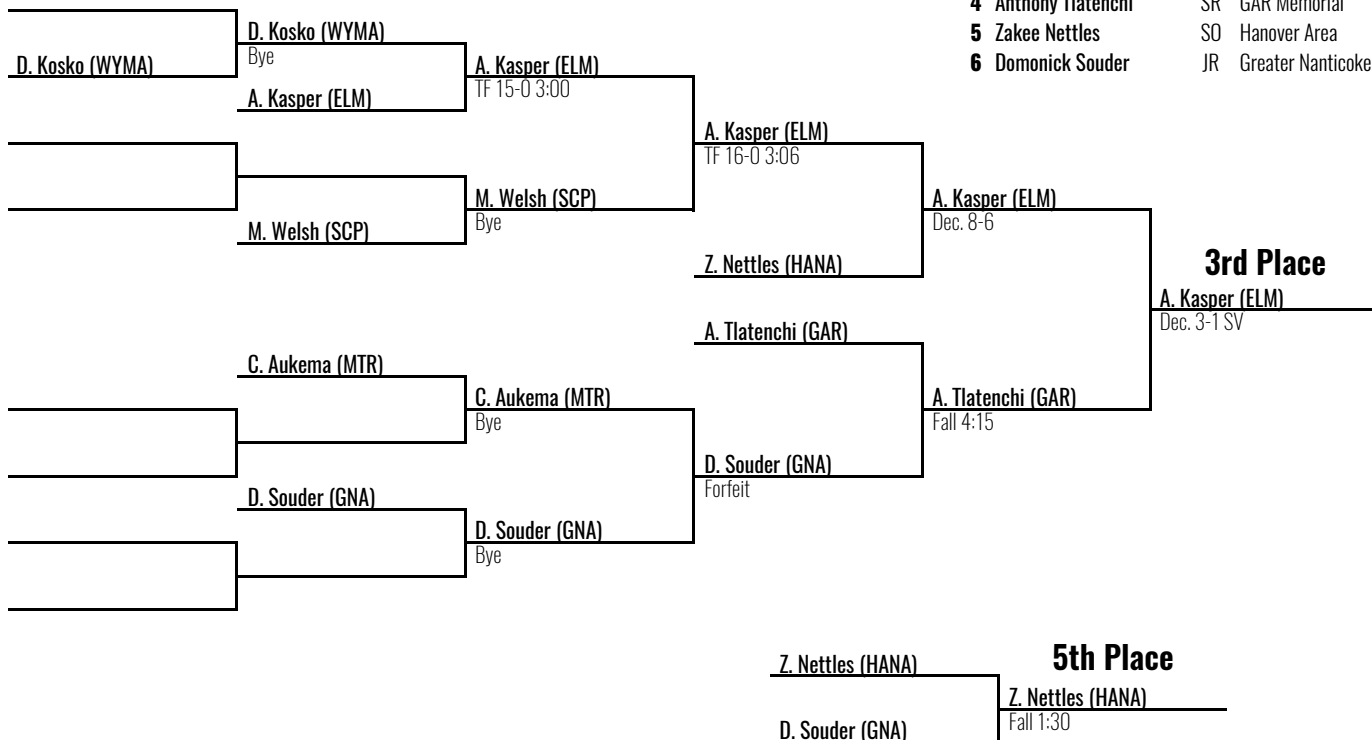 4 Anthony Tlatenchi SR GAR Memorial
5 Zakee Nettles SO Hanover Area
6 Domonick Souder JR Greater Nanticoke
D. Kosko (WYMA)
D. Kosko (WYMA)
Bye
A. Kasper (ELM)
A. Kasper (ELM)
TF 15-0 3:00
M. Welsh (SCP)
M. Welsh (SCP)
Bye
A. Kasper (ELM)
TF 16-0 3:06
Z. Nettles (HANA)
A. Kasper (ELM)
Dec. 8-6
3rd Place
A. Kasper (ELM)
Dec. 3-1 SV
A. Tlatenchi (GAR)
A. Tlatenchi (GAR)
Fall 4:15
C. Aukema (MTR)
C. Aukema (MTR)
Bye
D. Souder (GNA)
Forfeit
D. Souder (GNA)
D. Souder (GNA)
Bye
5th Place
Z. Nettles (HANA)
Z. Nettles (HANA)
Fall 1:30
D. Souder (GNA)